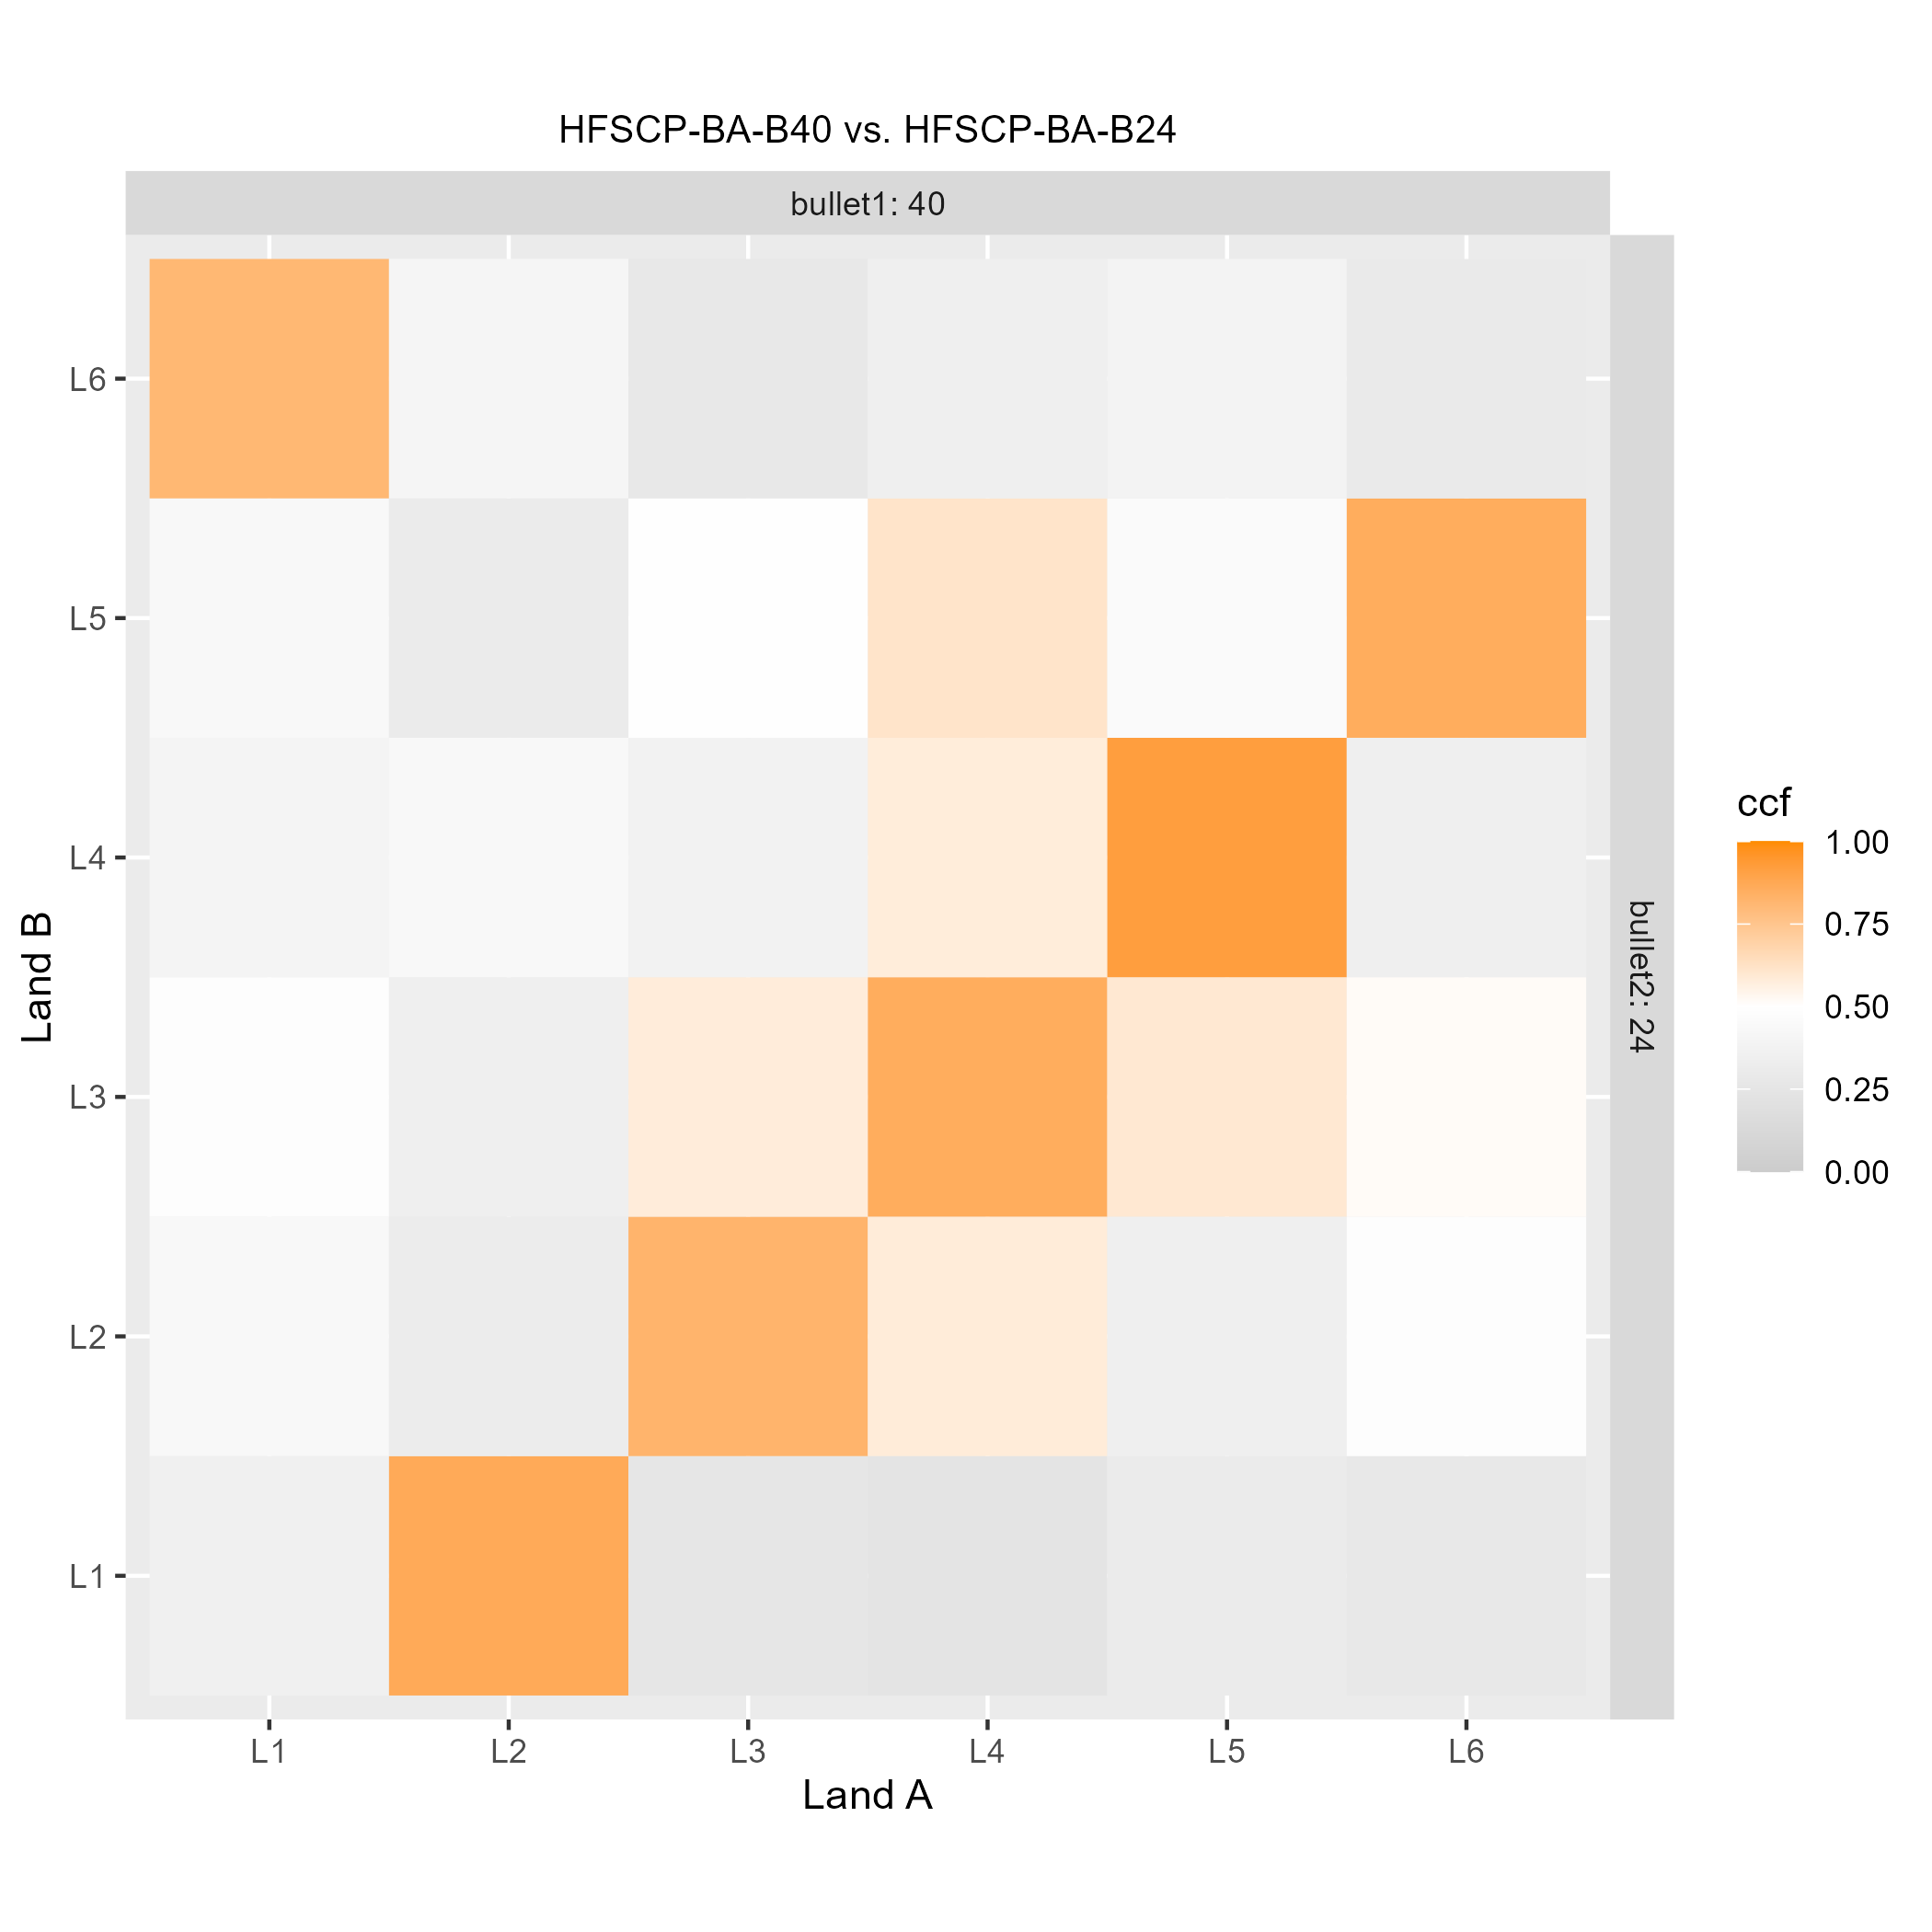 HFSCP-BA-B40 vs. HFSCP-BA-B24
bullet1: 40
L6
L5
L4
L3
L2
L1
Land B
bullet2: 24
L1 L2 L3 L4 L5 L6
Land A
ccf
1.00
0.75
0.50
0.25
0.00